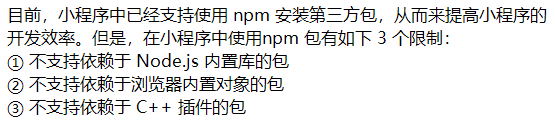 目前，小程序中已经支持使用 npm 安装第三方包，从而来提高小程序的
开发效率。但是，在小程序中使用npm 包有如下 3 个限制：
① 不支持依赖于 Node.js 内置库的包
② 不支持依赖于浏览器内置对象的包
③ 不支持依赖于 C++ 插件的包